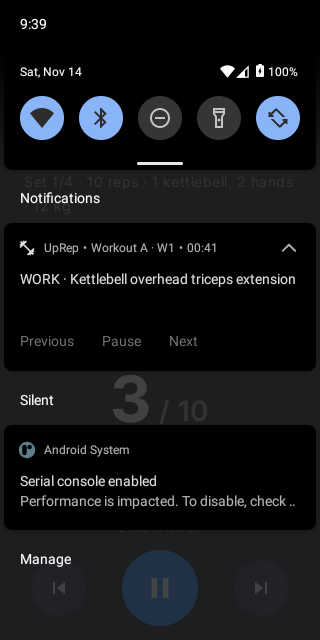 9:39
Sat, Nov 14
100%
Set 1/4 · 10 reps · 1 kettlebell, 2 hands
· 12 kg
Notifications
UpRep • Workout A · W1 • 00:41
WORK · Kettlebell overhead triceps extension
Previous Pause Next
3 / 10
Silent
Android System
Serial console enabled
Performance is impacted. To disable, check ..
Manage